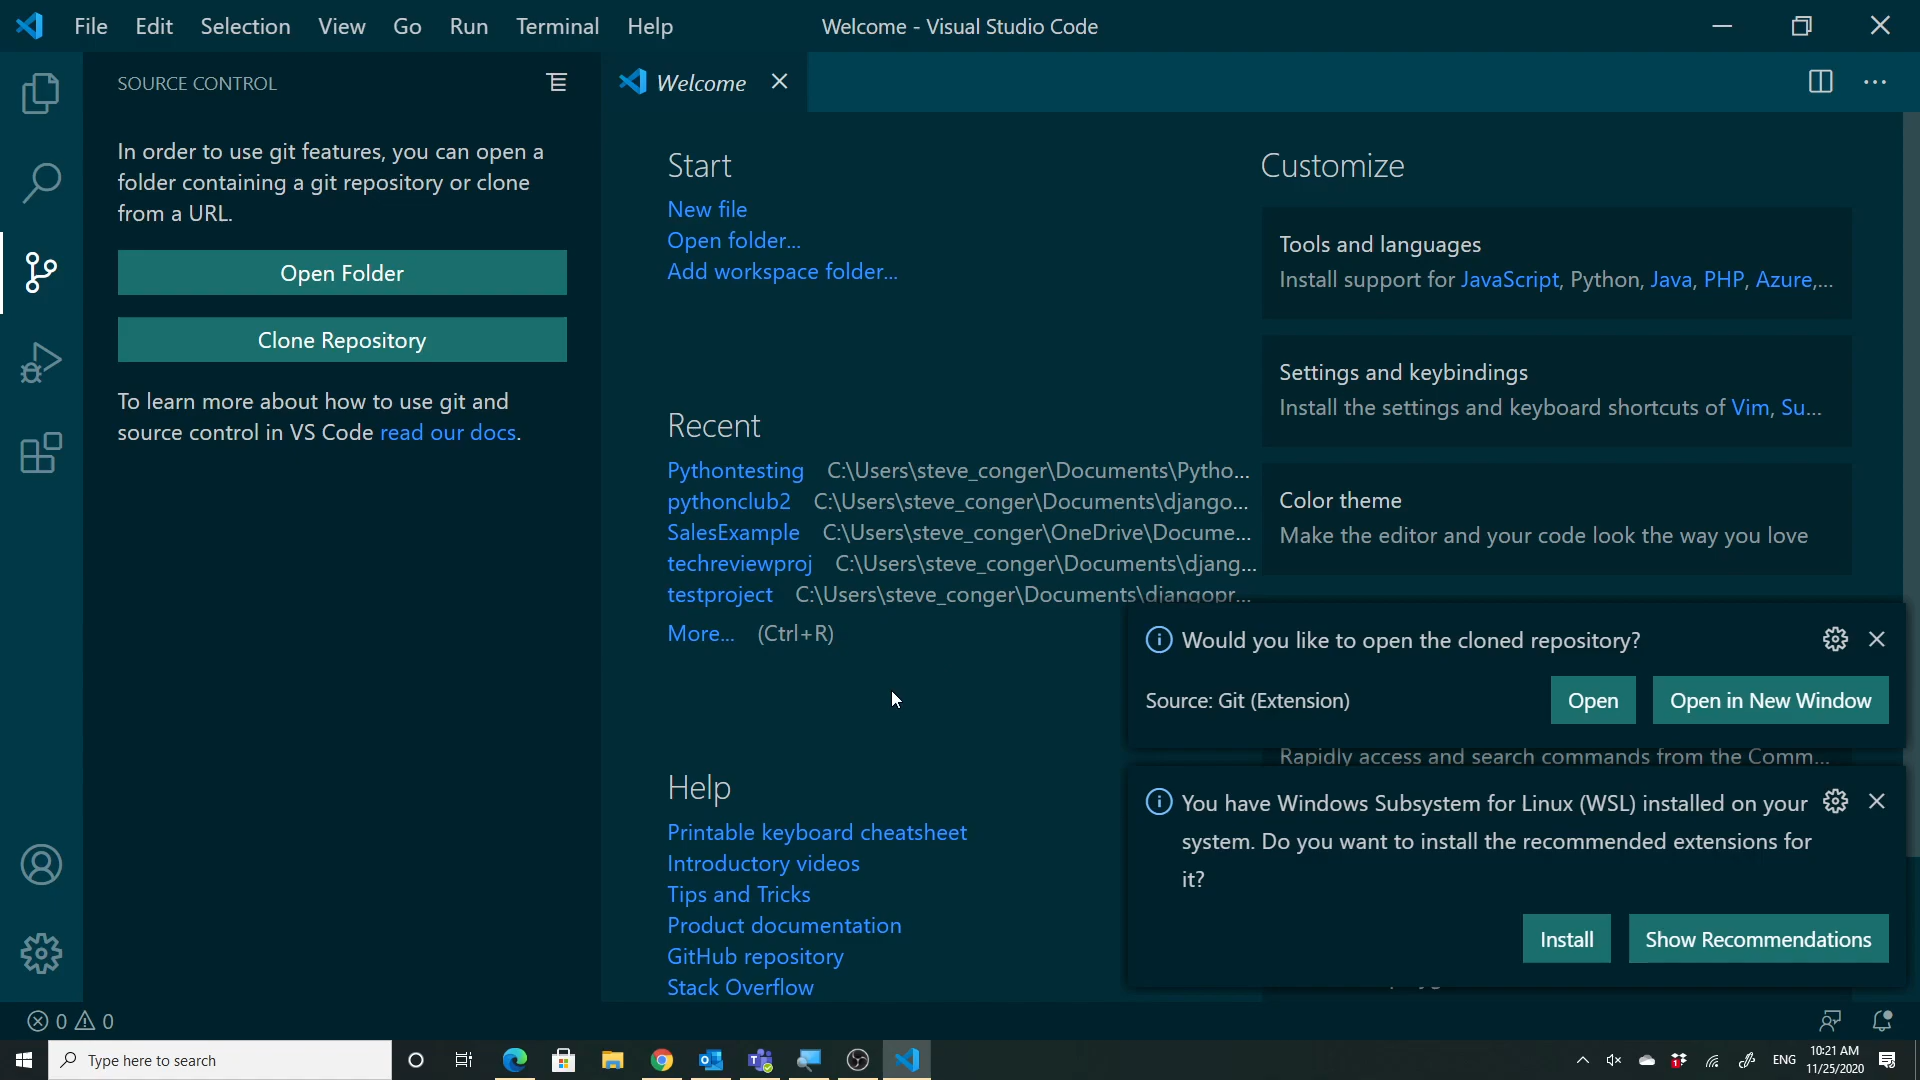 File Edit Selection View Go Run Terminal Help
Welcome - Visual Studio Code
SOURCE CONTROL
In order to use git features, you can open a
folder containing a git repository or clone
from a URL.
Open Folder
Clone Repository
To learn more about how to use git and
source control in VS Code read our docs.
Welcome
Start
New file
Open folder...
Add workspace folder...
Recent
Pythontesting C:\Users\steve_conger\Documents\Pytho...
pythonclub2 C:\Users\steve_conger\Documents\django...
SalesExample C:\Users\steve_conger\OneDrive\Docume...
techreviewproj C:\Users\steve_conger\Documents\djang...
testproject C:\Users\steve_conger\Documents\djangopr...
More... (Ctrl+R)
Help
Printable keyboard cheatsheet
Introductory videos
Tips and Tricks
Product documentation
GitHub repository
Stack Overflow
Customize
Tools and languages
Install support for JavaScript, Python, Java, PHP, Azure,...
Settings and keybindings
Install the settings and keyboard shortcuts of Vim, Su...
Color theme
Make the editor and your code look the way you love
Would you like to open the cloned repository?
Source: Git (Extension)
Open
Open in New Window
Rapidly access and search commands from the Comm...
You have Windows Subsystem for Linux (WSL) installed on your
system. Do you want to install the recommended extensions for
it?
Install
Show Recommendations
0 0
Type here to search
ENG
10:21 AM
11/25/2020